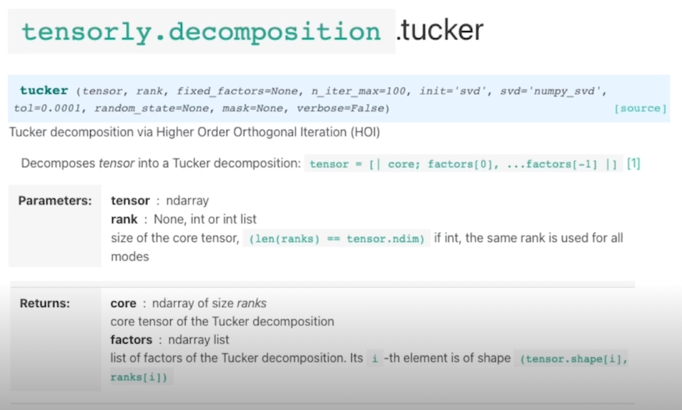 tensorly.decomposition .tucker
tucker (tensor, rank, fixed_factors=None, n_iter_max=100, init='svd', svd='numpy_svd',
tol=0.0001, random_state=None, mask=None, verbose=False)
[source]
Tucker decomposition via Higher Order Orthogonal Iteration (HOI)
Decomposes tensor into a Tucker decomposition: tensor = [| core; factors[0], ...factors[-1] |] [1]
Parameters:
tensor : ndarray
rank : None, int or int list
size of the core tensor, (len(ranks) == tensor.ndim) if int, the same rank is used for all
modes
Returns:
core : ndarray of size ranks
core tensor of the Tucker decomposition
factors : ndarray list
list of factors of the Tucker decomposition. Its i -th element is of shape (tensor.shape[i],
ranks[i])